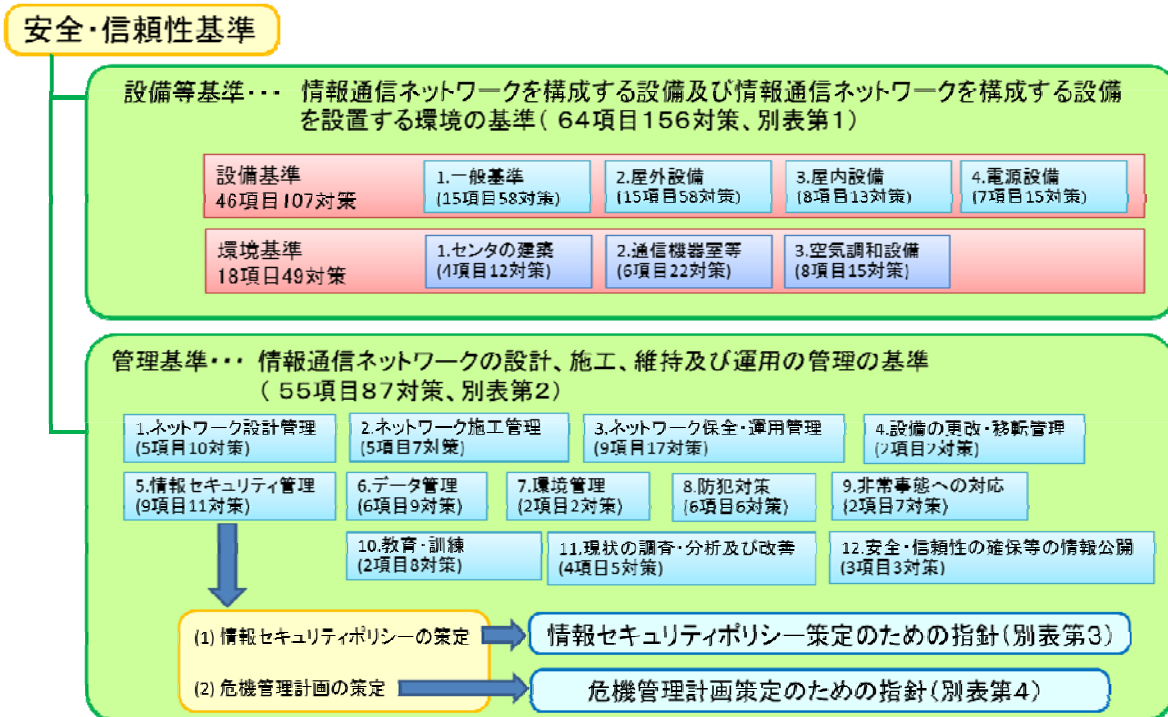 安全・信頼性基準
設備等基準・・・ 情報通信ネットワークを構成する設備及び情報通信ネットワークを構成する設備
を設置する環境の基準( 64項目156対策、別表第1)
設備基準
46項目107対策
1.一般基準
(15項目58対策)
2.屋外設備
(15項目58対策)
3.屋内設備
(8項目13対策)
4.電源設備
(7項目15対策)
環境基準
18項目49対策
1.センタの建築
(4項目12対策)
2.通信機器室等
(6項目22対策)
3.空気調和設備
(8項目15対策)
管理基準・・・ 情報通信ネットワークの設計、施工、維持及び運用の管理の基準
( 55項目87対策、別表第2)
1.ネットワーク設計管理
(5項目10対策)
2.ネットワーク施工管理
(5項目7対策)
3.ネットワーク保全・運用管理
(9項目17対策)
4.設備の更改・移転管理
(2項目2対策)
5.情報セキュリティ管理
(9項目11対策)
6.データ管理
(6項目9対策)
7.環境管理
(2項目2対策)
8.防犯対策
(6項目6対策)
9.非常事態への対応
(2項目7対策)
10.教育・訓練
(2項目8対策)
11.現状の調査・分析及び改善
(4項目5対策)
12.安全・信頼性の確保等の情報公開
(3項目3対策)
(1) 情報セキュリティポリシーの策定
情報セキュリティポリシー策定のための指針(別表第3)
(2) 危機管理計画の策定
危機管理計画策定のための指針(別表第4)